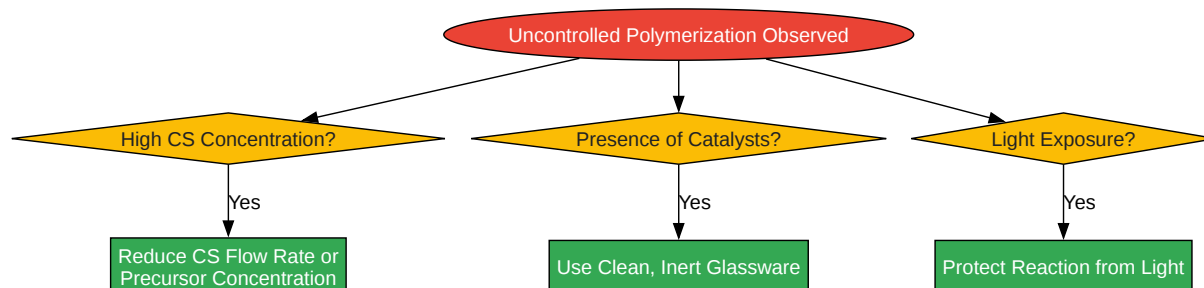 Uncontrolled Polymerization Observed
High CS Concentration?
Presence of Catalysts?
Light Exposure?
Yes
Yes
Yes
Reduce CS Flow Rate or
Precursor Concentration
Use Clean, Inert Glassware
Protect Reaction from Light